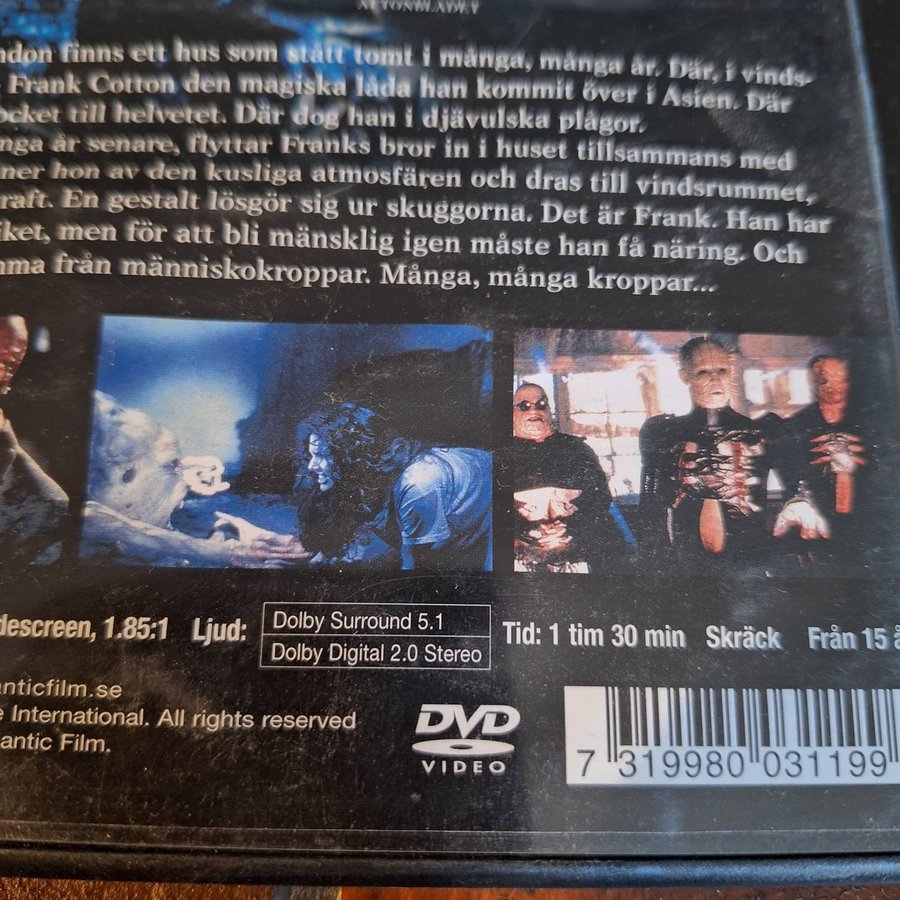 AFTONBLADET
ndon finns ett hus som stått tomt i många, många år. Där, i vinds-
Frank Cotton den magiska låda han kommit över i Asien. Där
ocket till helvetet. Där dog han i djävulska plågor.
nga år senare, flyttar Franks bror in i huset tillsammans med
ner hon av den kusliga atmosfären och dras till vindsrummet,
raft. En gestalt lösgör sig ur skuggorna. Det är Frank. Han har
iket, men för att bli mänsklig igen måste han få näring. Och
mma från människokroppar. Många, många kroppar...
descreen, 1.85:1 Ljud: Dolby Surround 5.1
Dolby Digital 2.0 Stereo
Tid: 1 tim 30 min Skräck Från 15 å
anticfilm.se
e International. All rights reserved
lantic Film.
DVD
VIDEO
7 319980 031199